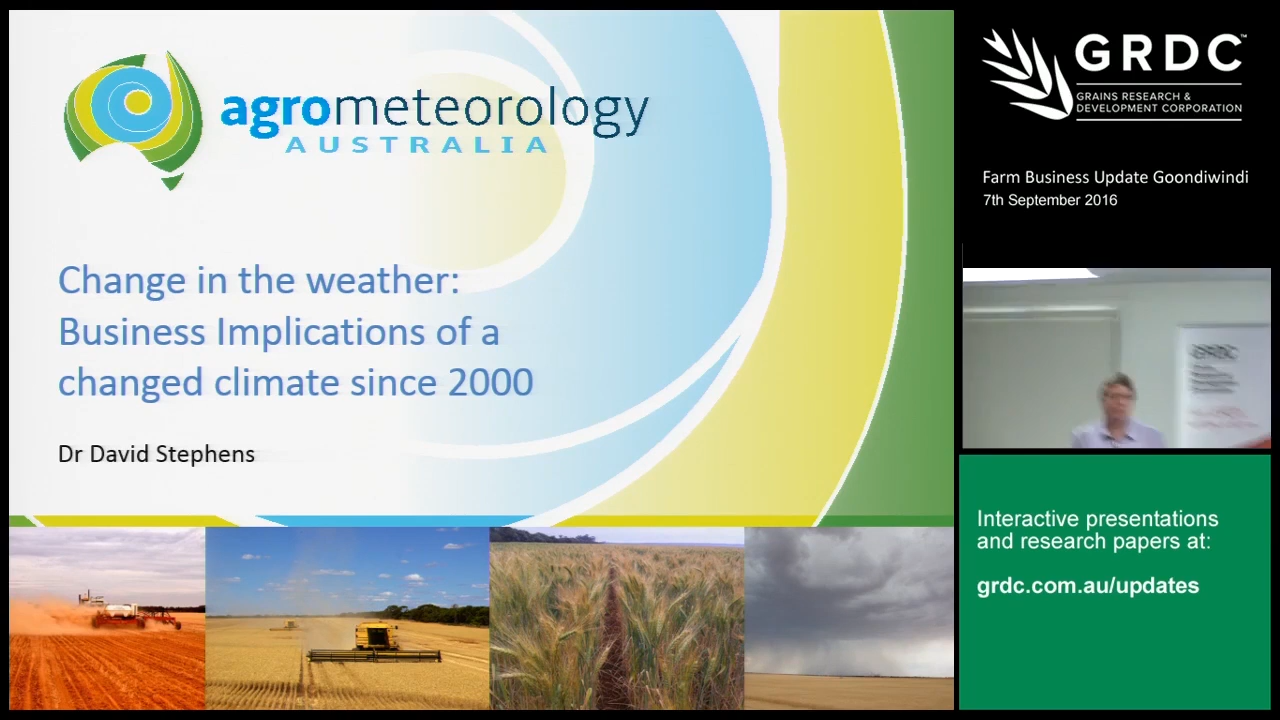 agrometeorology
AUSTRALIA
Change in the weather:
Business Implications of a
changed climate since 2000
Dr David Stephens
GRDC™
GRAINS RESEARCH &
DEVELOPMENT CORPORATION
Farm Business Update Goondiwindi
7th September 2016
GRDC
Interactive presentations
and research papers at:
grdc.com.au/updates